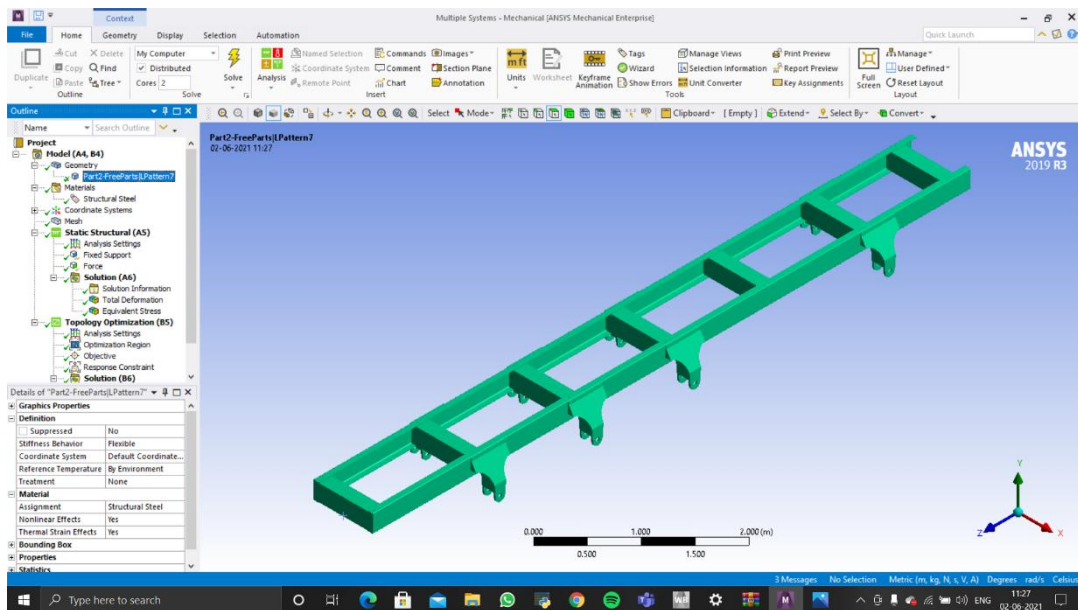 Context
Multiple Systems - Mechanical [ANSYS Mechanical Enterprise]
File Home Geometry Display Selection Automation
Quick Launch
Duplicate
Cut
Copy
Paste
Delete
Find
Tree
Outline
My Computer
Distributed
Cores 2
Solve
Solve
Analysis
Named Selection
Coordinate System
Remote Point
Commands
Comment
Chart
Images
Section Plane
Annotation
Insert
Units
Worksheet
Keyframe Animation
Tags
Wizard
Show Errors
Manage Views
Selection Information
Unit Converter
Print Preview
Report Preview
Key Assignments
Tools
Full Screen
Manage
User Defined
Reset Layout
Layout
Outline
Name Search Outline
Select Mode Clipboard [ Empty ] Extend Select By Convert
Project
Model (A4, B4)
Geometry
Part2-FreeParts|LPattern7
Materials
Structural Steel
Coordinate Systems
Mesh
Static Structural (A5)
Analysis Settings
Fixed Support
Force
Solution (A6)
Solution Information
Total Deformation
Equivalent Stress
Topology Optimization (B5)
Analysis Settings
Optimization Region
Objective
Response Constraint
Solution (B6)
Details of "Part2-FreeParts|LPattern7"
Graphics Properties
Definition
Suppressed No
Stiffness Behavior Flexible
Coordinate System Default Coordinate...
Reference Temperature By Environment
Treatment None
Material
Assignment Structural Steel
Nonlinear Effects Yes
Thermal Strain Effects Yes
Bounding Box
Properties
Statistics
Part2-FreeParts|LPattern7
02-06-2021 11:27
ANSYS
2019 R3
0.000 1.000 2.000 (m)
0.500 1.500
Y
Z
X
3 Messages No Selection Metric (m, kg, N, s, V, A) Degrees rad/s Celsius
Type here to search
ENG
11:27
02-06-2021